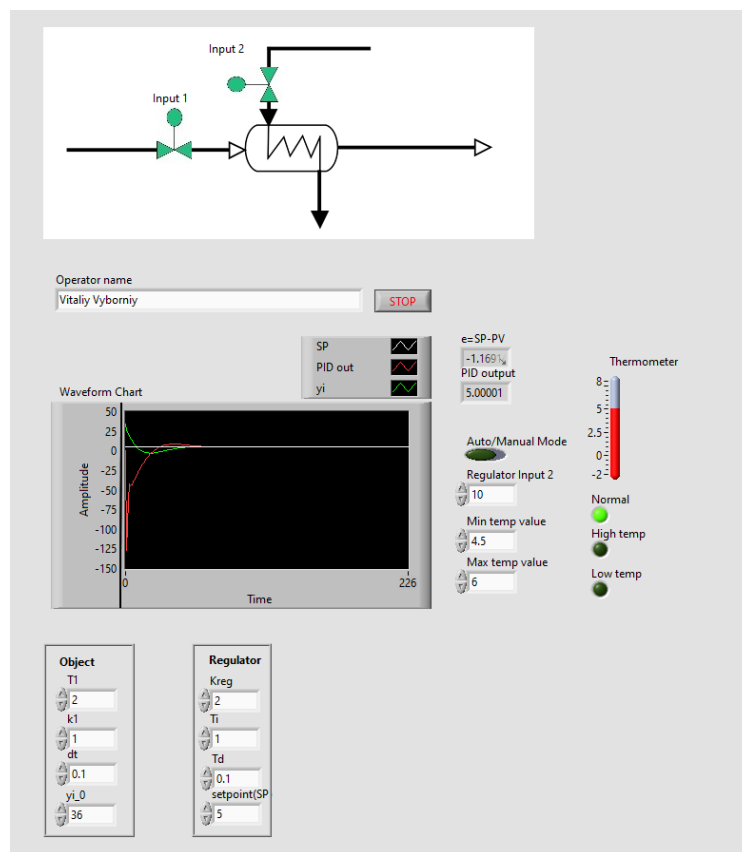 Input 2
Input 1
Operator name
Vitaliy Vyborniy
STOP
SP
PID out
yi
e=SP-PV
-1.169
PID output
5.00001
Thermometer
8
5
2.5
0
-2
Waveform Chart
Amplitude
50
25
0
-25
-50
-75
-100
-125
-150
0
226
Time
Auto/Manual Mode
Regulator Input 2
10
Min temp value
4.5
Max temp value
6
Normal
High temp
Low temp
Object
T1
2
k1
1
dt
0.1
yi_0
36
Regulator
Kreg
2
Ti
1
Td
0.1
setpoint(SP
5